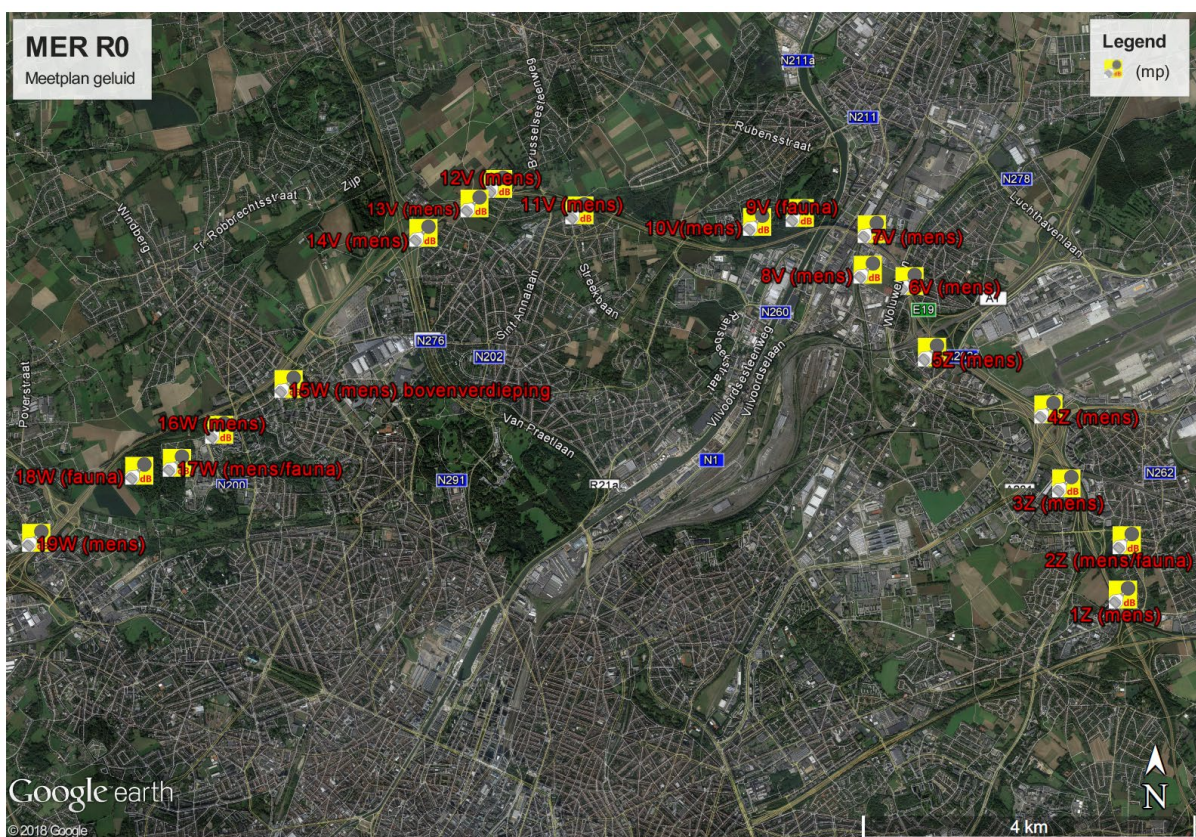 MER R0
Meetplan geluid
Legend
(mp)
N211a
Brusselsesteenweg
N211
Rubensstraat
Zijp
12V (mens)
N278
Fr. Robbrechtsstraat
13V (mens)
11V (mens)
9V (fauna)
Luchthavenlaan
Windberg
14V (mens)
10V(mens)
7V (mens)
8V (mens)
6V (mens)
Streekbaan
Sint-Annalaan
E19
N260
N276
N202
5Z (mens)
Vilvoordsesteenweg
Vilvoordselaan
Poverstraat
15W (mens) bovenverdieping
4Z (mens)
16W (mens)
Van Praetlaan
18W (fauna)
17W (mens/fauna)
N200
N291
N1
R21a
N262
3Z (mens)
19W (mens)
2Z (mens/fauna)
1Z (mens)
N
Google earth
© 2018 Google
4 km